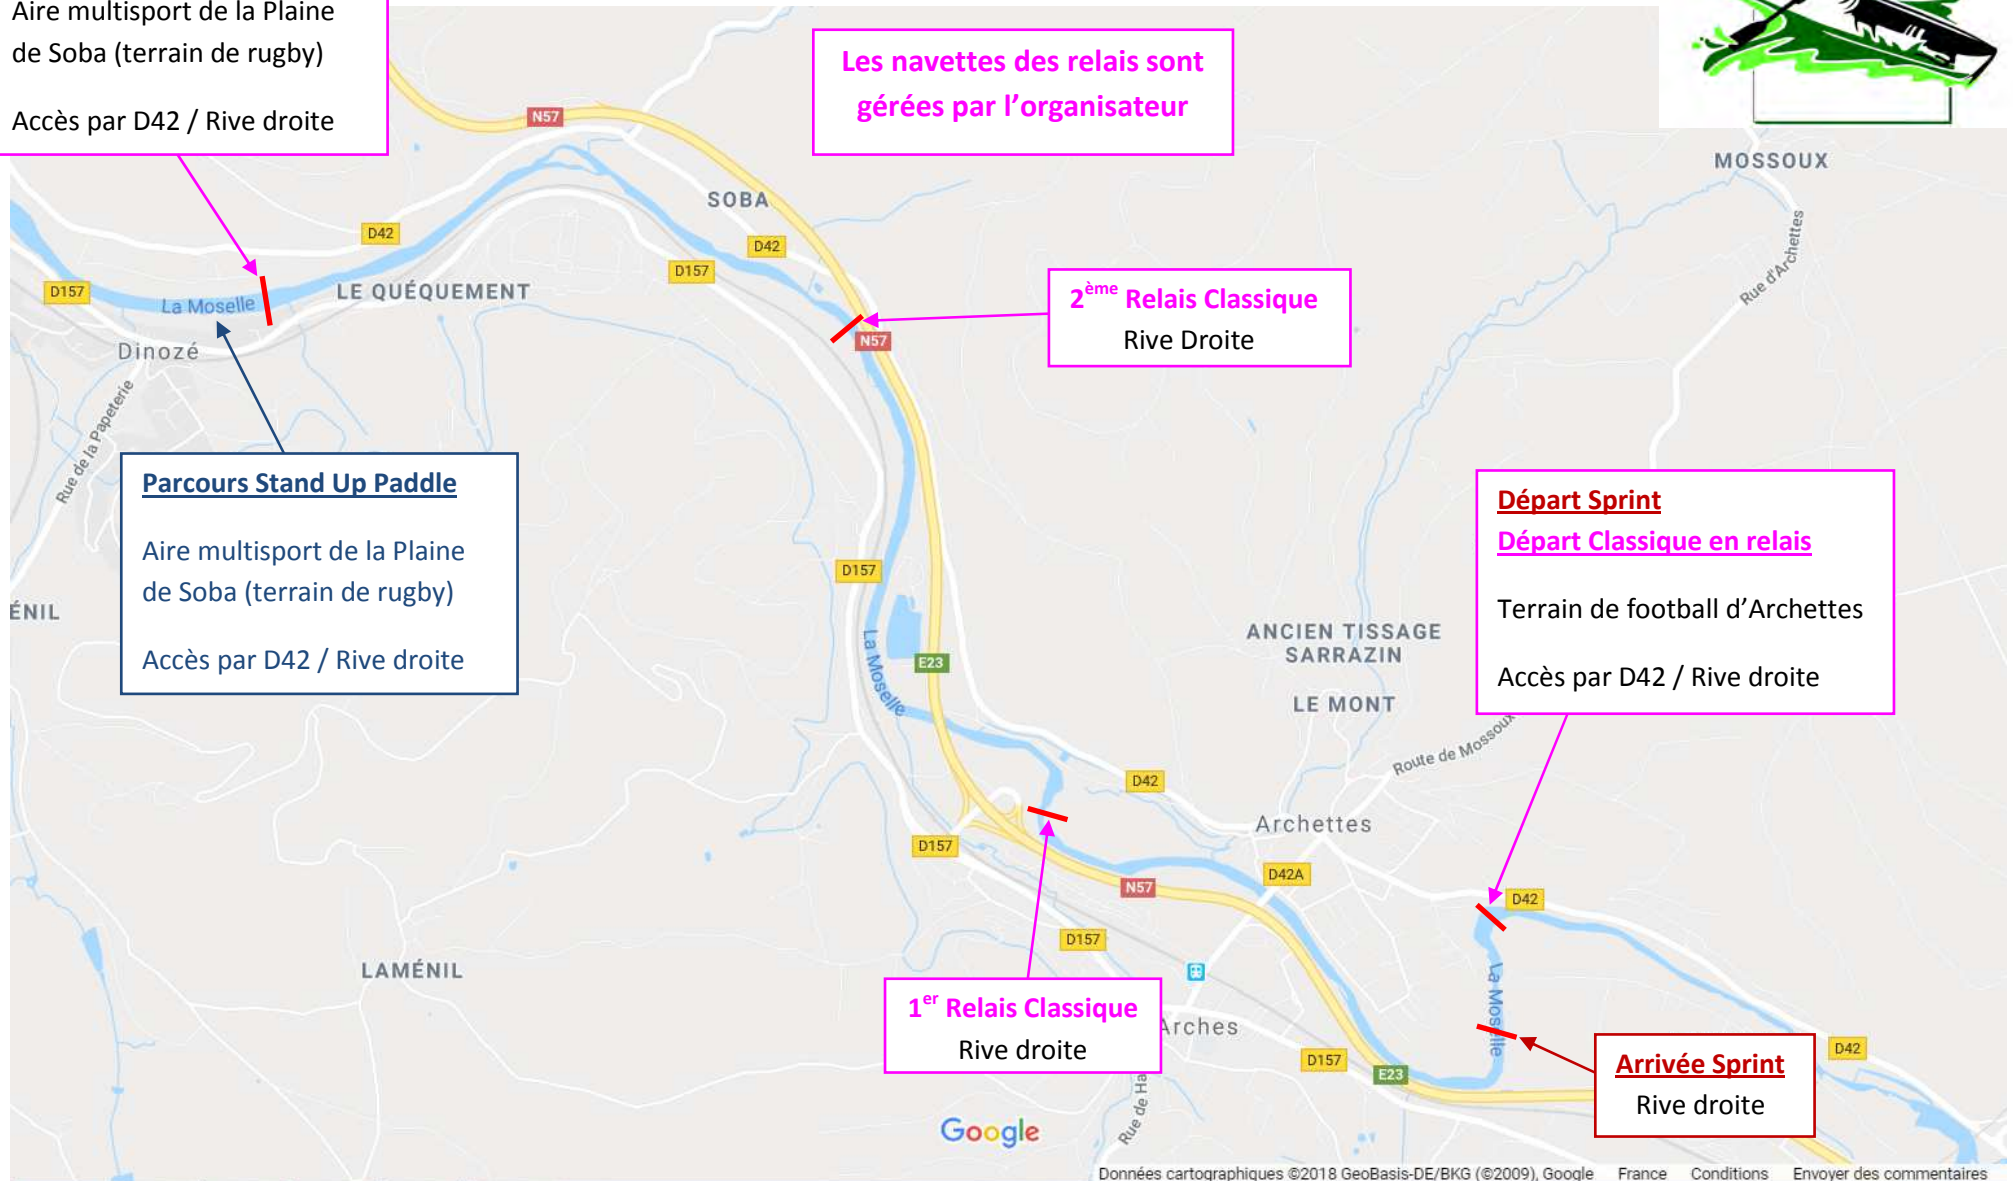 Aire multisport de la Plaine
de Soba (terrain de rugby)
Accès par D42 / Rive droite
Les navettes des relais sont
gérées par l'organisateur
N57
MOSSOUX
SOBA
D42
D42
D157
D157
La Moselle
LE QUÉQUEMENT
Rue d'Archettes
2ème Relais Classique
Rive Droite
N57
Dinozé
Rue de la Papeterie
Parcours Stand Up Paddle
Aire multisport de la Plaine
de Soba (terrain de rugby)
Accès par D42 / Rive droite
Départ Sprint
Départ Classique en relais
Terrain de football d'Archettes
Accès par D42 / Rive droite
D157
ÉNIL
La Moselle
E23
ANCIEN TISSAGE
SARRAZIN
LE MONT
Route de Mossoux
D42
Archettes
D157
D42A
N57
D42
D157
LAMÉNIL
La Moselle
1er Relais Classique
Rive droite
Arches
D157
E23
D42
Arrivée Sprint
Rive droite
Rue de Ha
Google
Données cartographiques ©2018 GeoBasis-DE/BKG (©2009), Google France Conditions Envoyer des commentaires